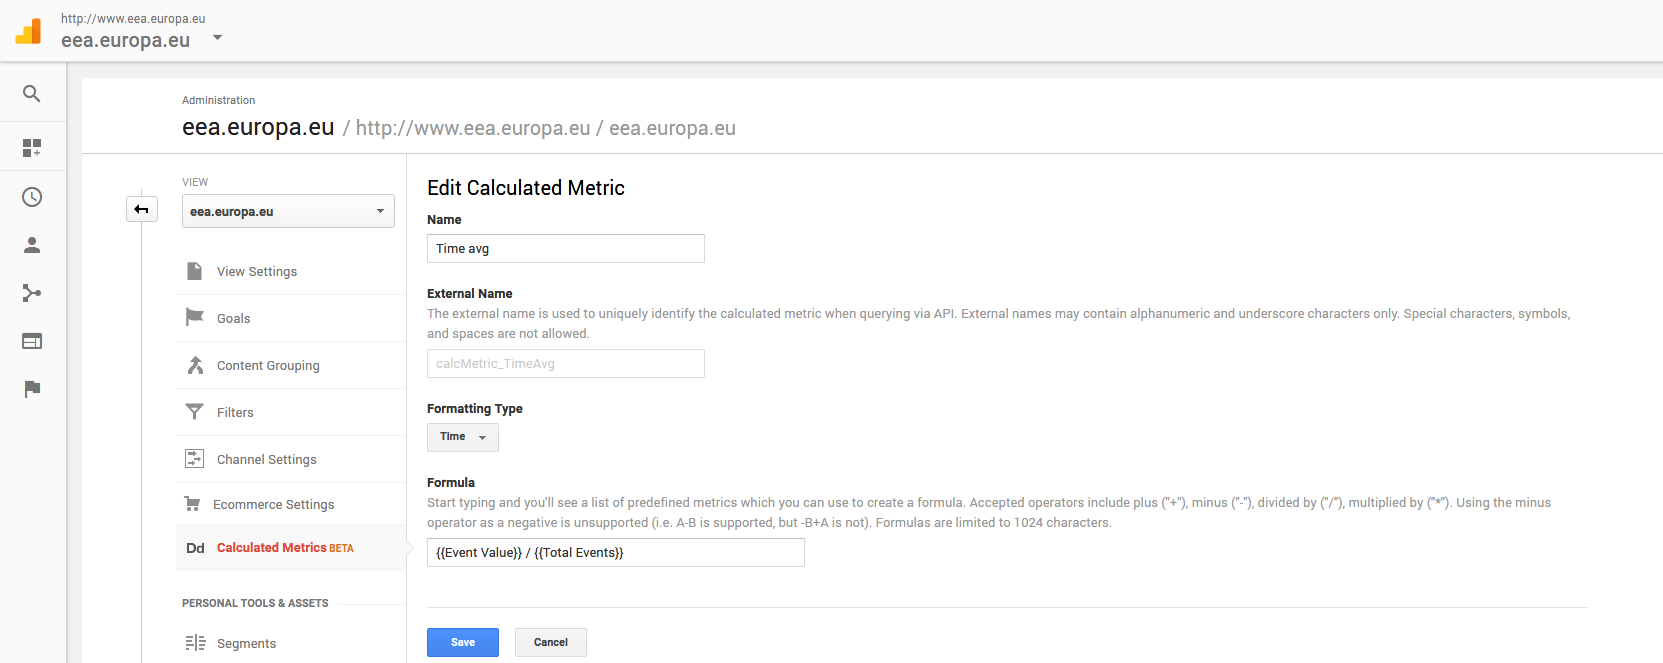 http://www.eea.europa.eu
eea.europa.eu
Administration
eea.europa.eu / http://www.eea.europa.eu / eea.europa.eu
VIEW
eea.europa.eu
View Settings
Goals
Content Grouping
Filters
Channel Settings
Ecommerce Settings
Dd Calculated Metrics BETA
PERSONAL TOOLS & ASSETS
Segments
Edit Calculated Metric
Name
Time avg
External Name
The external name is used to uniquely identify the calculated metric when querying via API. External names may contain alphanumeric and underscore characters only. Special characters, symbols,
and spaces are not allowed.
calcMetric_TimeAvg
Formatting Type
Time
Formula
Start typing and you'll see a list of predefined metrics which you can use to create a formula. Accepted operators include plus ("+"), minus ("-"), divided by ("/"), multiplied by ("*"). Using the minus
operator as a negative is unsupported (i.e. A-B is supported, but -B+A is not). Formulas are limited to 1024 characters.
{{Event Value}} / {{Total Events}}
Save
Cancel